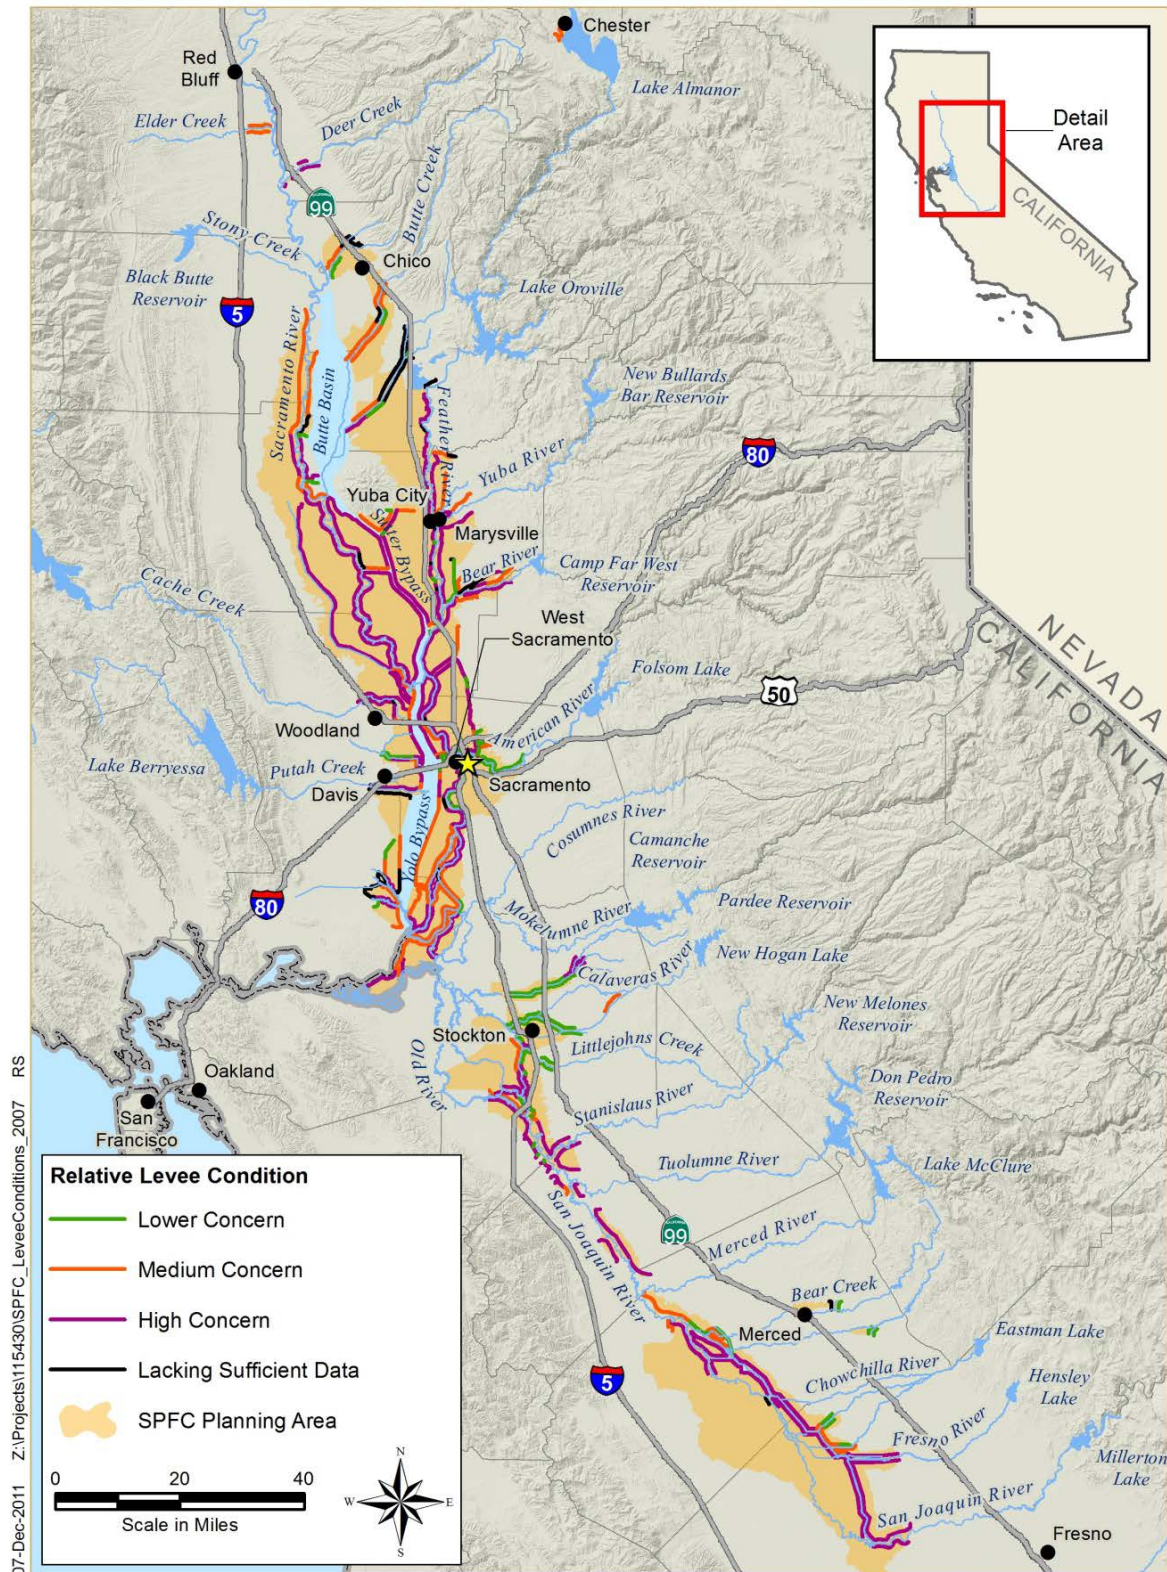 Chester
Red
Bluff
Lake Almanor
Elder Creek
Deer Creek
99
Butte Creek
Stony Creek
Chico
Black Butte
Reservoir
Lake Oroville
5
Sacramento River
Butte Basin
Feather River
New Bullards
Bar Reservoir
80
Yuba River
Yuba City
Marysville
Sutter Bypass
Bear River
Camp Far West
Reservoir
Cache Creek
West
Sacramento
Folsom Lake
NEVADA
CALIFORNIA
50
American River
Woodland
Lake Berryessa
Putah Creek
Davis
Sacramento
Yolo Bypass
Cosumnes River
Camanche
Reservoir
80
Mokelumne River
Pardee Reservoir
New Hogan Lake
Calaveras River
New Melones
Reservoir
Stockton
Littlejohns Creek
Old River
Don Pedro
Reservoir
Oakland
San
Francisco
Stanislaus River
Tuolumne River
Lake McClure
San Joaquin River
99
Merced River
Bear Creek
Merced
Eastman Lake
5
Chowchilla River
Hensley
Lake
Fresno River
Millerton
Lake
San Joaquin River
Fresno
Detail
Area
CALIFORNIA
Relative Levee Condition
Lower Concern
Medium Concern
High Concern
Lacking Sufficient Data
SPFC Planning Area
0 20 40
Scale in Miles
N
W E
S
07-Dec-2011 Z:\Projects\115430\SPFC_LeveeConditions_2007 RS